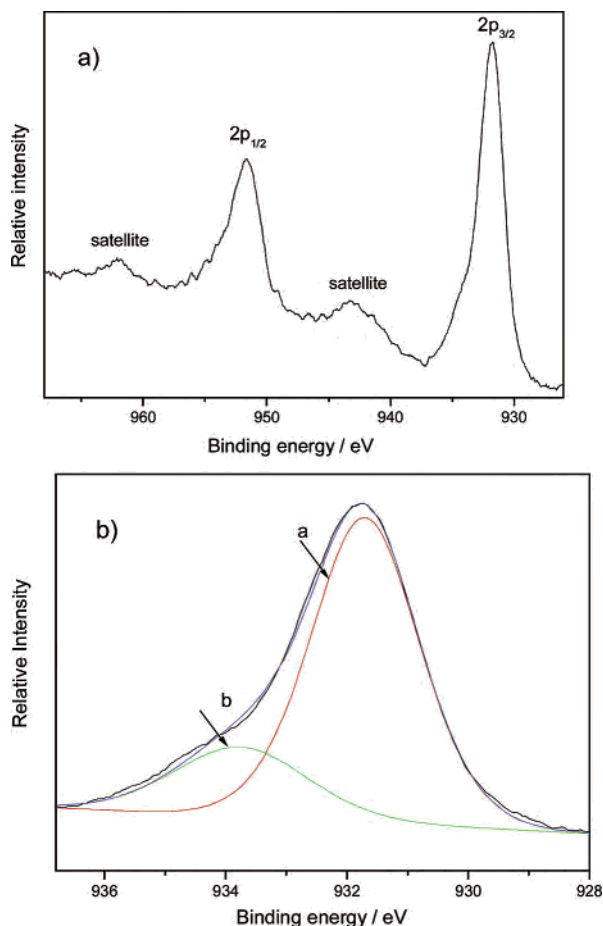 a)
2p3/2
2p1/2
satellite
satellite
Relative intensity
960
950
940
930
Binding energy / eV
b)
a
b
Relative Intensity
936
934
932
930
928
Binding energy / eV